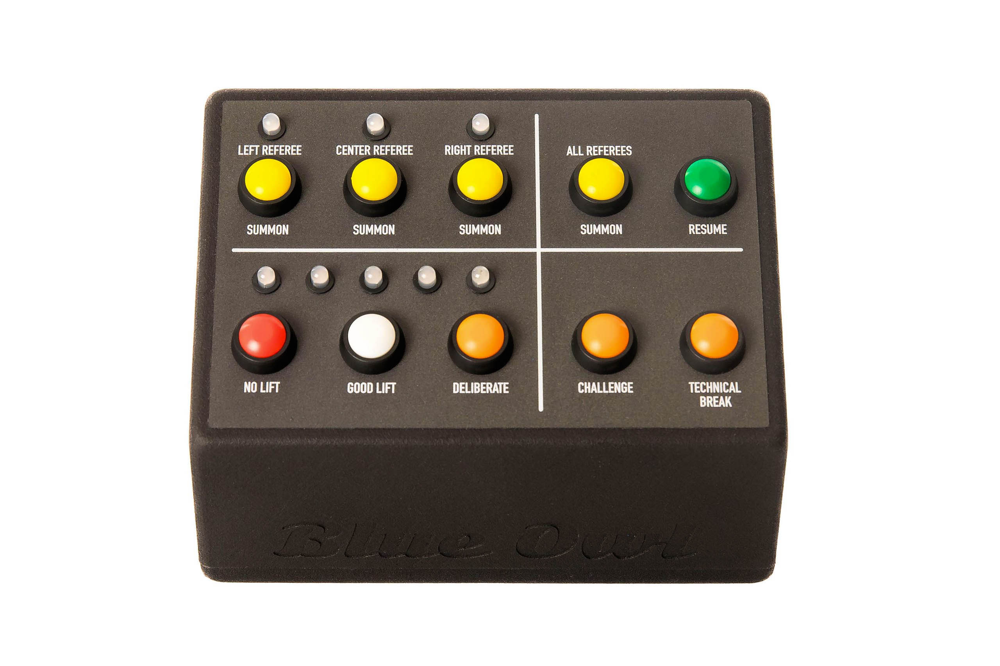 LEFT REFEREE CENTER REFEREE RIGHT REFEREE ALL REFEREES
SUMMON SUMMON SUMMON SUMMON RESUME
NO LIFT GOOD LIFT DELIBERATE CHALLENGE TECHNICAL
BREAK
Blue Owl